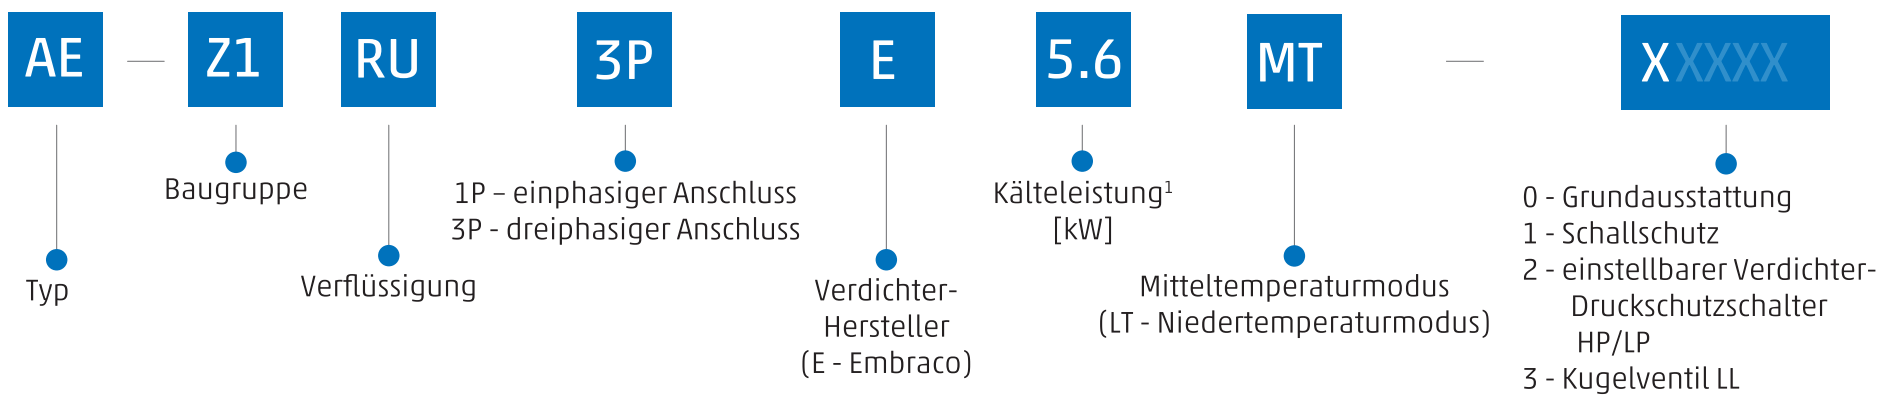 AE — Z1 RU 3P E 5.6 MT — XXXXX
Baugruppe
1P – einphasiger Anschluss
3P - dreiphasiger Anschluss
Kälteleistung¹
[kW]
0 - Grundausstattung
1 - Schallschutz
2 - einstellbarer Verdichter-
Druckschutzschalter
HP/LP
3 - Kugelventil LL
Typ
Verflüssigung
Verdichter-
Hersteller
(E - Embraco)
Mitteltemperaturmodus
(LT - Niedertemperaturmodus)